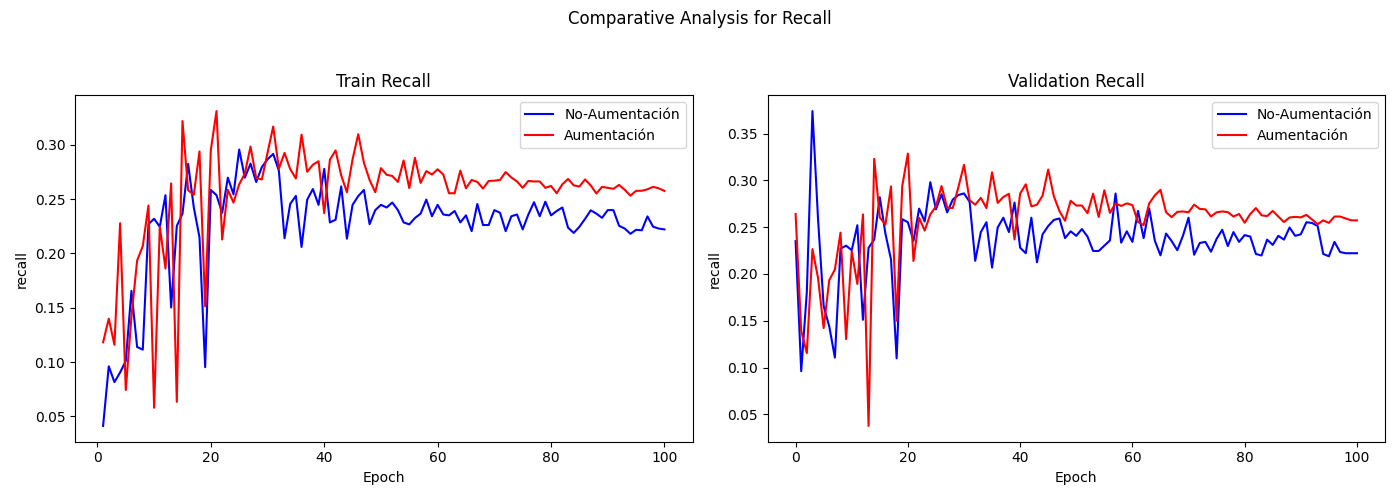 Comparative Analysis for Recall
Train Recall
No-Aumentación
Aumentación
recall
0.30
0.25
0.20
0.15
0.10
0.05
0 20 40 60 80 100
Epoch
Validation Recall
No-Aumentación
Aumentación
recall
0.35
0.30
0.25
0.20
0.15
0.10
0.05
0 20 40 60 80 100
Epoch